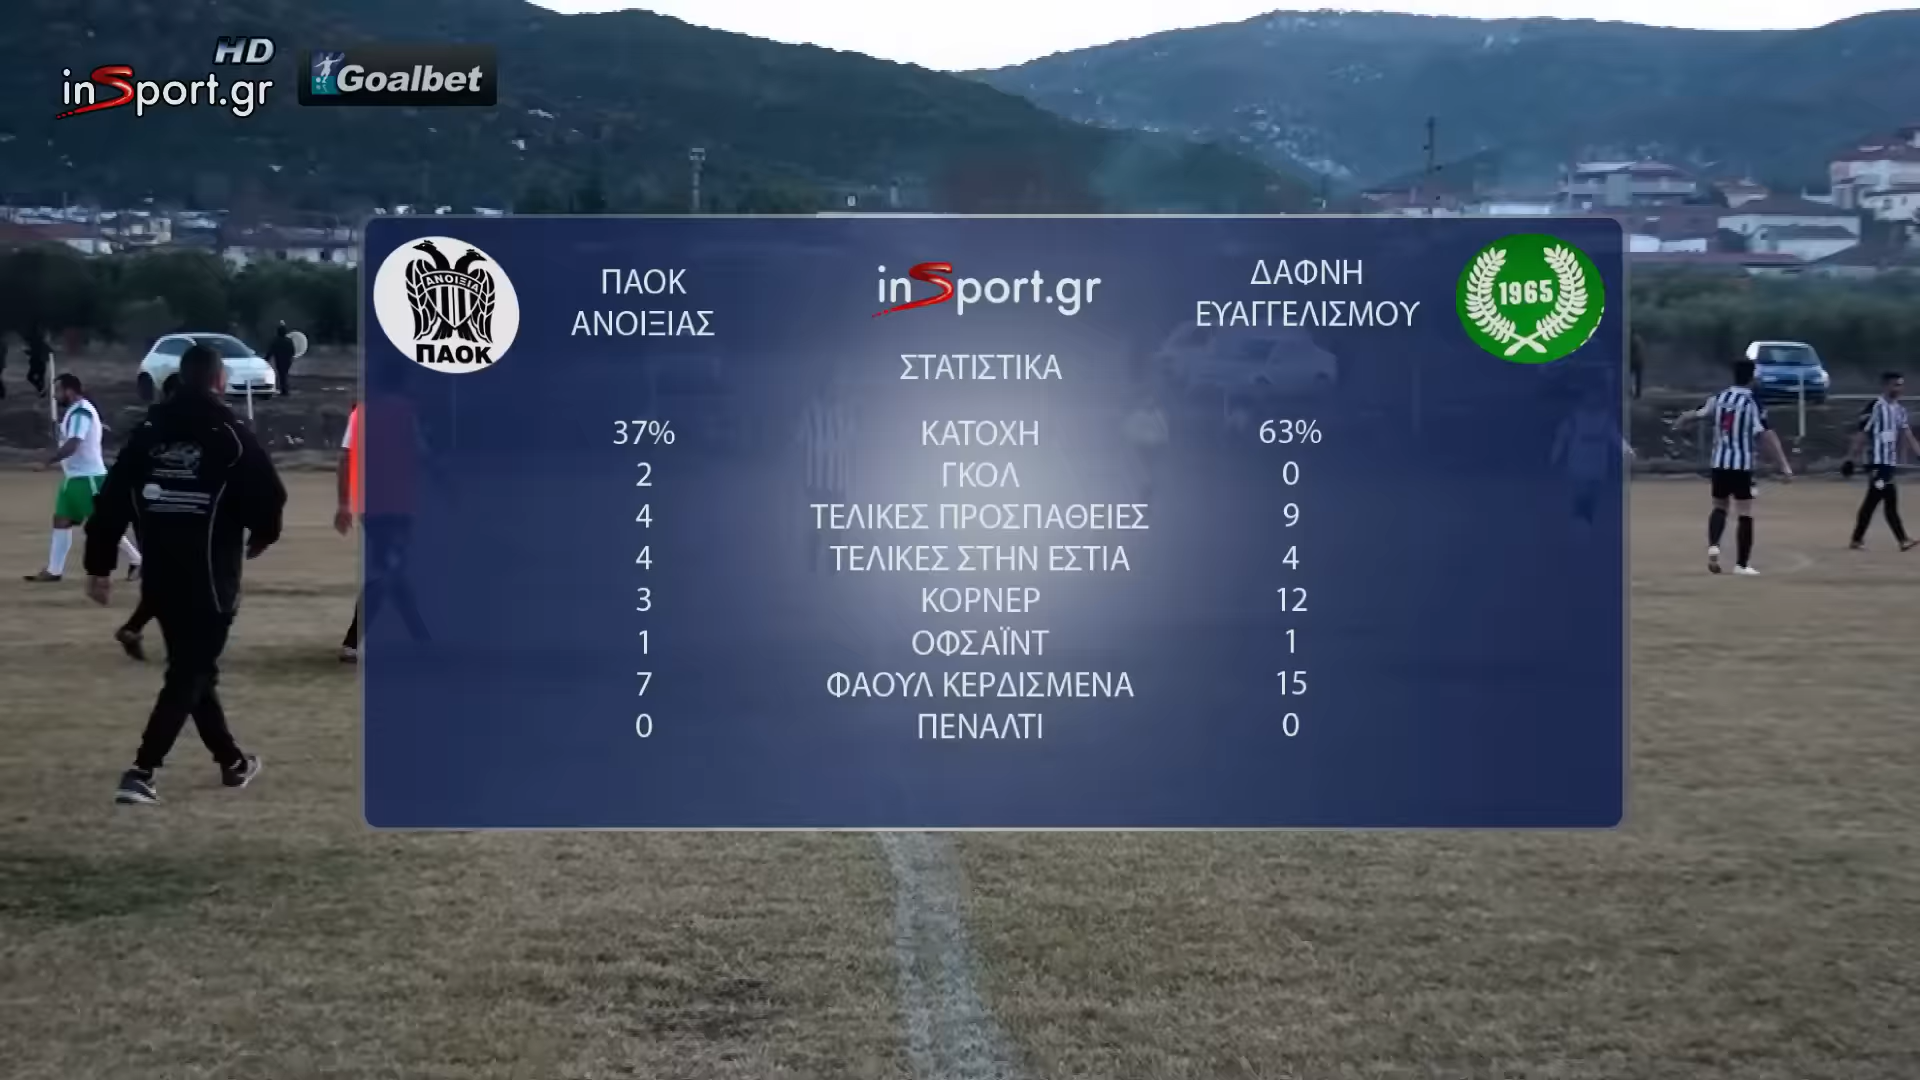 HD
inSport.gr
Goalbet
ΠΑΟΚ
ΑΝΟΙΞΙΑΣ
ΑΝΟΙΞΙΑ
ΠΑΟΚ
inSport.gr
ΔΑΦΝΗ
ΕΥΑΓΓΕΛΙΣΜΟΥ
1965
ΣΤΑΤΙΣΤΙΚΑ
37% ΚΑΤΟΧΗ 63%
2 ΓΚΟΛ 0
4 ΤΕΛΙΚΕΣ ΠΡΟΣΠΑΘΕΙΕΣ 9
4 ΤΕΛΙΚΕΣ ΣΤΗΝ ΕΣΤΙΑ 4
3 ΚΟΡΝΕΡ 12
1 ΟΦΣΑΪΝΤ 1
7 ΦΑΟΥΛ ΚΕΡΔΙΣΜΕΝΑ 15
0 ΠΕΝΑΛΤΙ 0